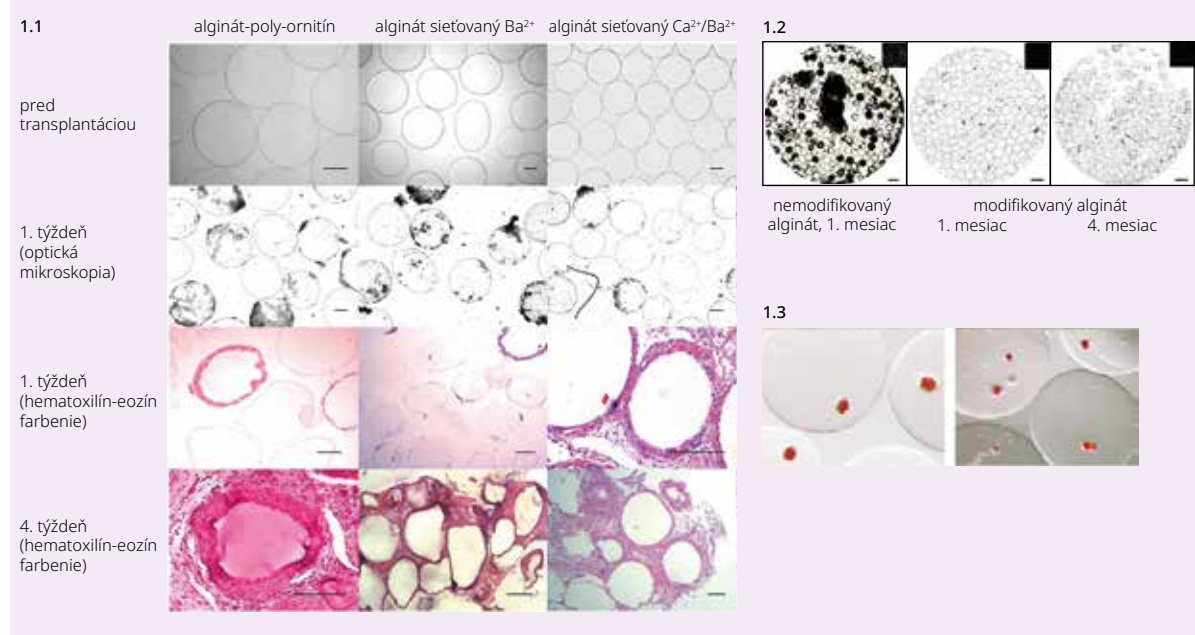 1.1
alginát-poly-ornitín
alginát sieťovaný Ba²⁺
alginát sieťovaný Ca²⁺/Ba²⁺
pred
transplantáciou
1. týždeň
(optická
mikroskopia)
1. týždeň
(hematoxilín-eozín
farbenie)
4. týždeň
(hematoxilín-eozín
farbenie)
1.2
nemodifikovaný
alginát, 1. mesiac
modifikovaný alginát
1. mesiac
4. mesiac
1.3